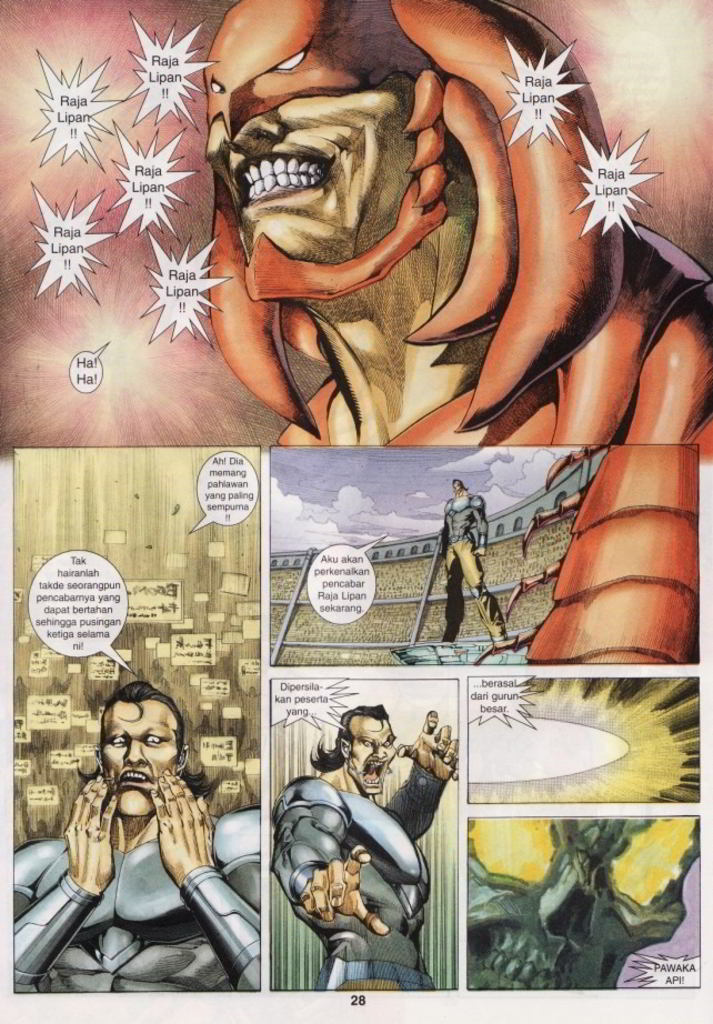 Raja
Lipan
!!
Raja
Lipan
!!
Raja
Lipan
!!
Raja
Lipan
!!
Raja
Lipan
!!
Raja
Lipan
!!
Raja
Lipan
!!
Ha!
Ha!
Ah! Dia
memang
pahlawan
yang paling
sempurna
!!
Tak
hairanlah
takde seorangpun
pencabarnya yang
dapat bertahan
sehingga pusingan
ketiga selama
ni!
Aku akan
perkenalkan
pencabar
Raja Lipan
sekarang.
Dipersila-
kan peserta
yang...
...berasal
dari gurun
besar.
PAWAKA
API!
28